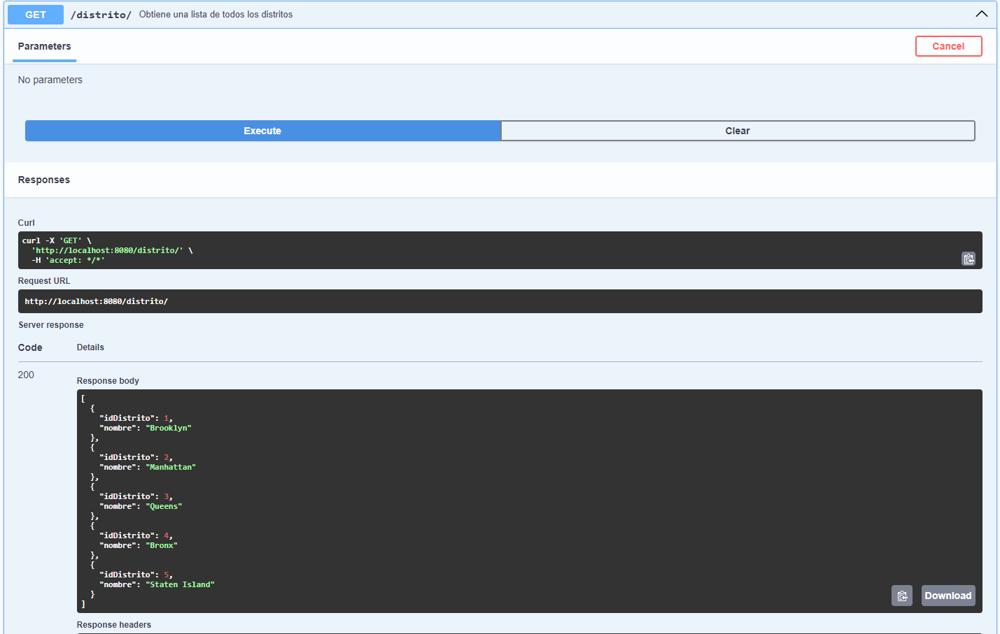 GET /distrito/ Obtiene una lista de todos los distritos
Parameters
Cancel
No parameters
Execute
Clear
Responses
Curl
curl -X 'GET' \
  'http://localhost:8080/distrito/' \
  -H 'accept: */*'
Request URL
http://localhost:8080/distrito/
Server response
Code Details
200
Response body
[
  {
    "idDistrito": 1,
    "nombre": "Brooklyn"
  },
  {
    "idDistrito": 2,
    "nombre": "Manhattan"
  },
  {
    "idDistrito": 3,
    "nombre": "Queens"
  },
  {
    "idDistrito": 4,
    "nombre": "Bronx"
  },
  {
    "idDistrito": 5,
    "nombre": "Staten Island"
  }
]
Download
Response headers